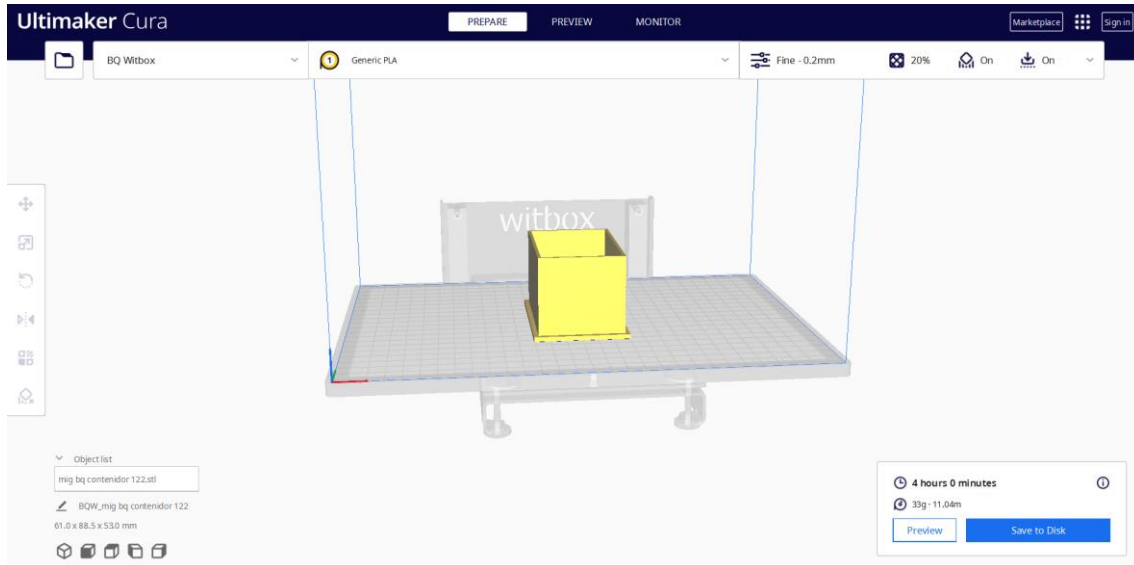 Ultimaker Cura
PREPARE PREVIEW MONITOR
Marketplace Sign in
BQ Witbox
1 Generic PLA
Fine - 0.2mm 20% On On
witbox
Object list
mig bq contenidor 122.stl
BQW_mig bq contenidor 122
61.0 x 88.5 x 53.0 mm
4 hours 0 minutes
33g · 11.04m
Preview Save to Disk